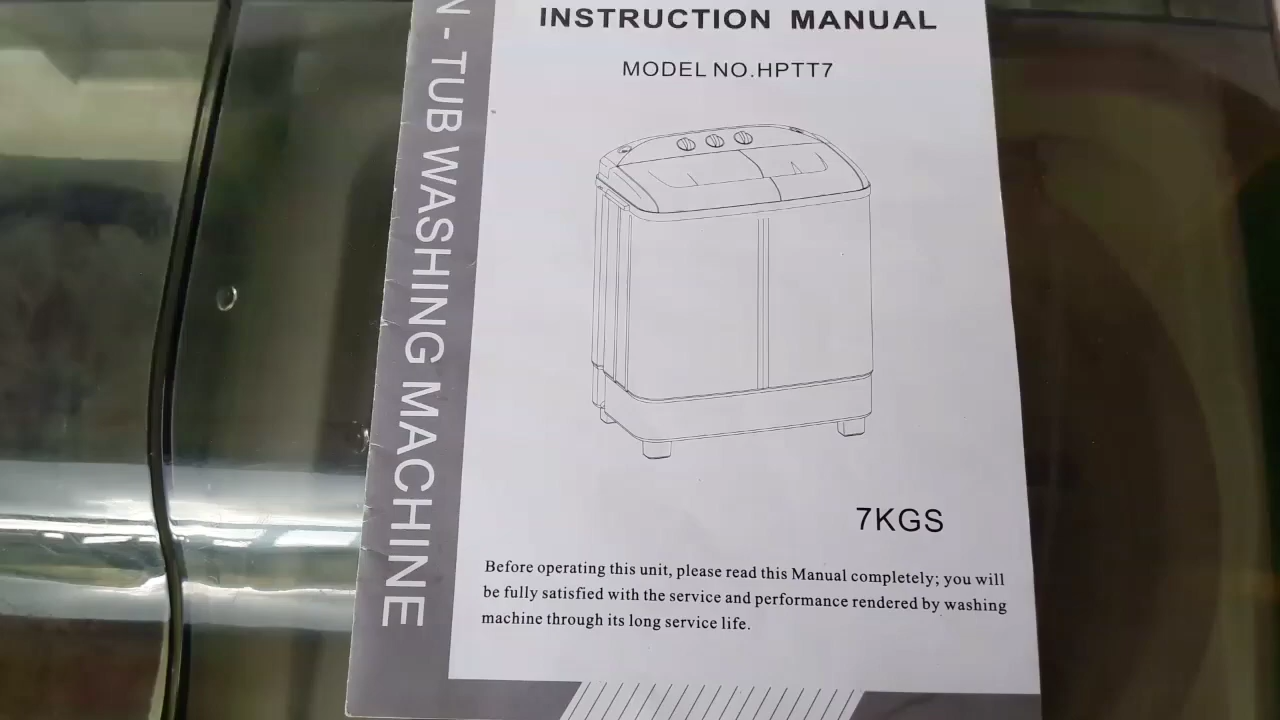 INSTRUCTION MANUAL
MODEL NO.HPTT7
N - TUB WASHING MACHINE
7KGS
Before operating this unit, please read this Manual completely; you will
be fully satisfied with the service and performance rendered by washing
machine through its long service life.